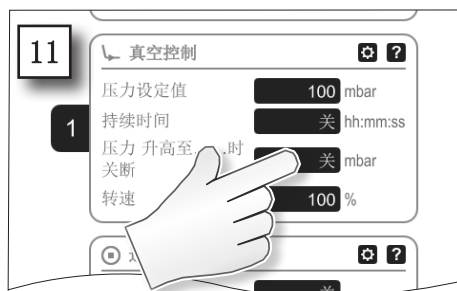 11
真空控制 ?
1
压力设定值 100 mbar
持续时间 关 hh:mm:ss
压力 升高至.....时
关断 关 mbar
转速 100 %
?